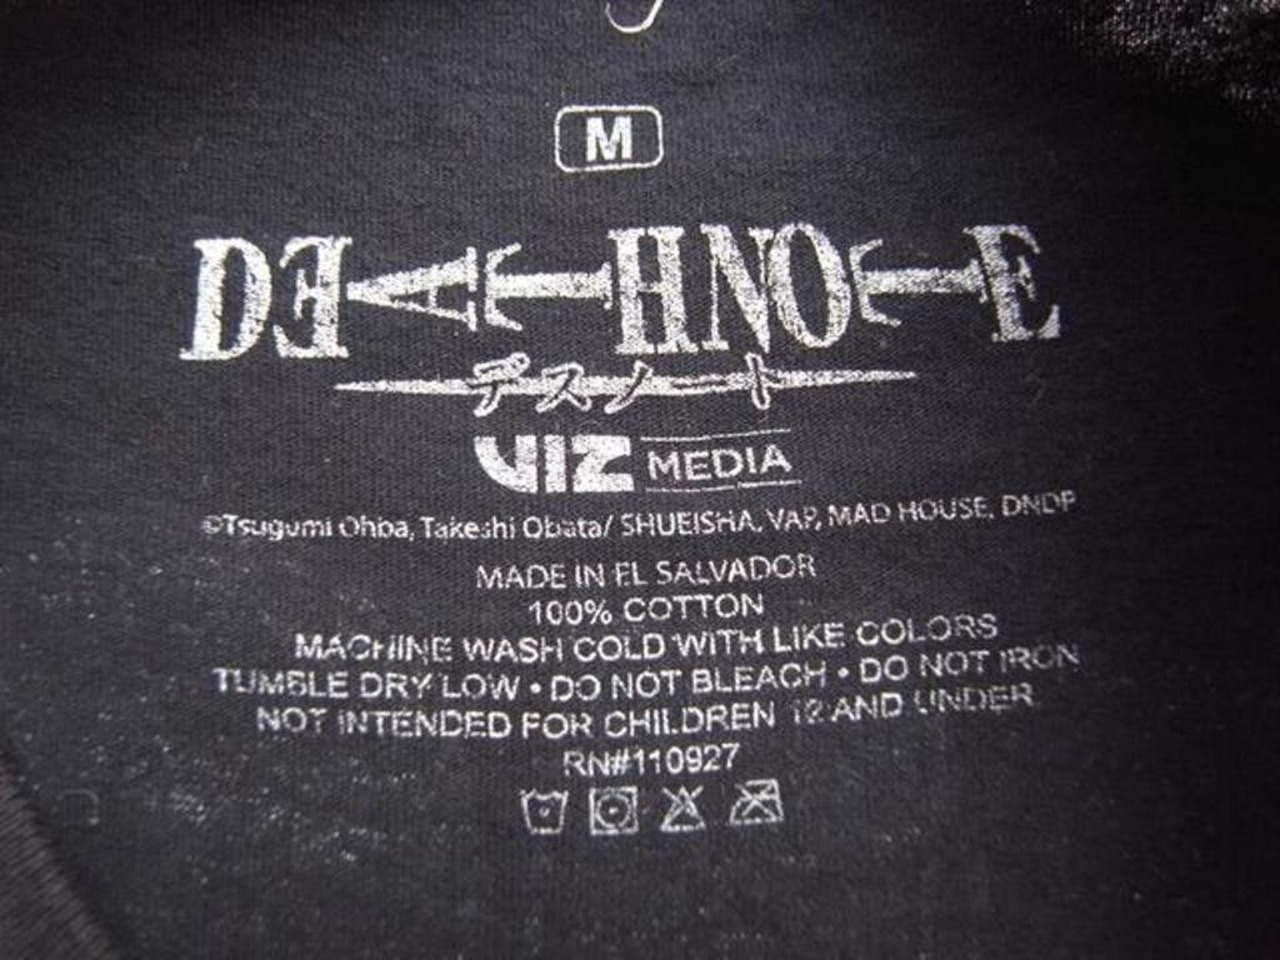 M
DEATH NOTE
デスノート
VIZ MEDIA
©Tsugumi Ohba, Takeshi Obata/ SHUEISHA, VAP, MAD HOUSE, DNDP
MADE IN EL SALVADOR
100% COTTON
MACHINE WASH COLD WITH LIKE COLORS
TUMBLE DRY LOW • DO NOT BLEACH • DO NOT IRON
NOT INTENDED FOR CHILDREN 12 AND UNDER
RN#110927